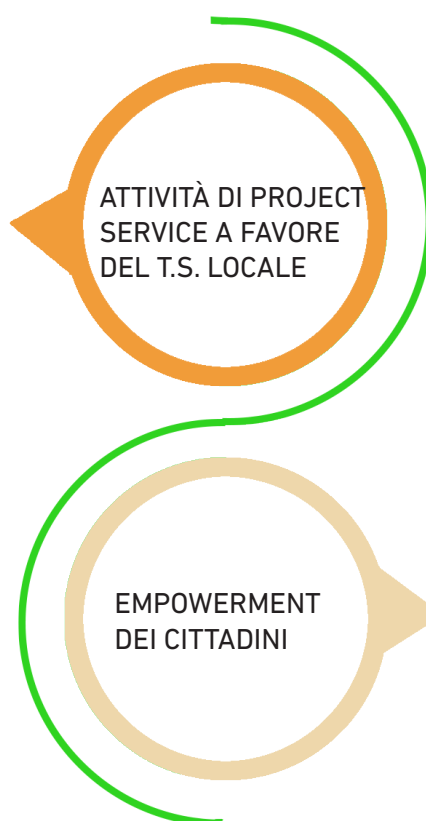 ATTIVITÀ DI PROJECT
SERVICE A FAVORE
DEL T.S. LOCALE
EMPOWERMENT
DEI CITTADINI